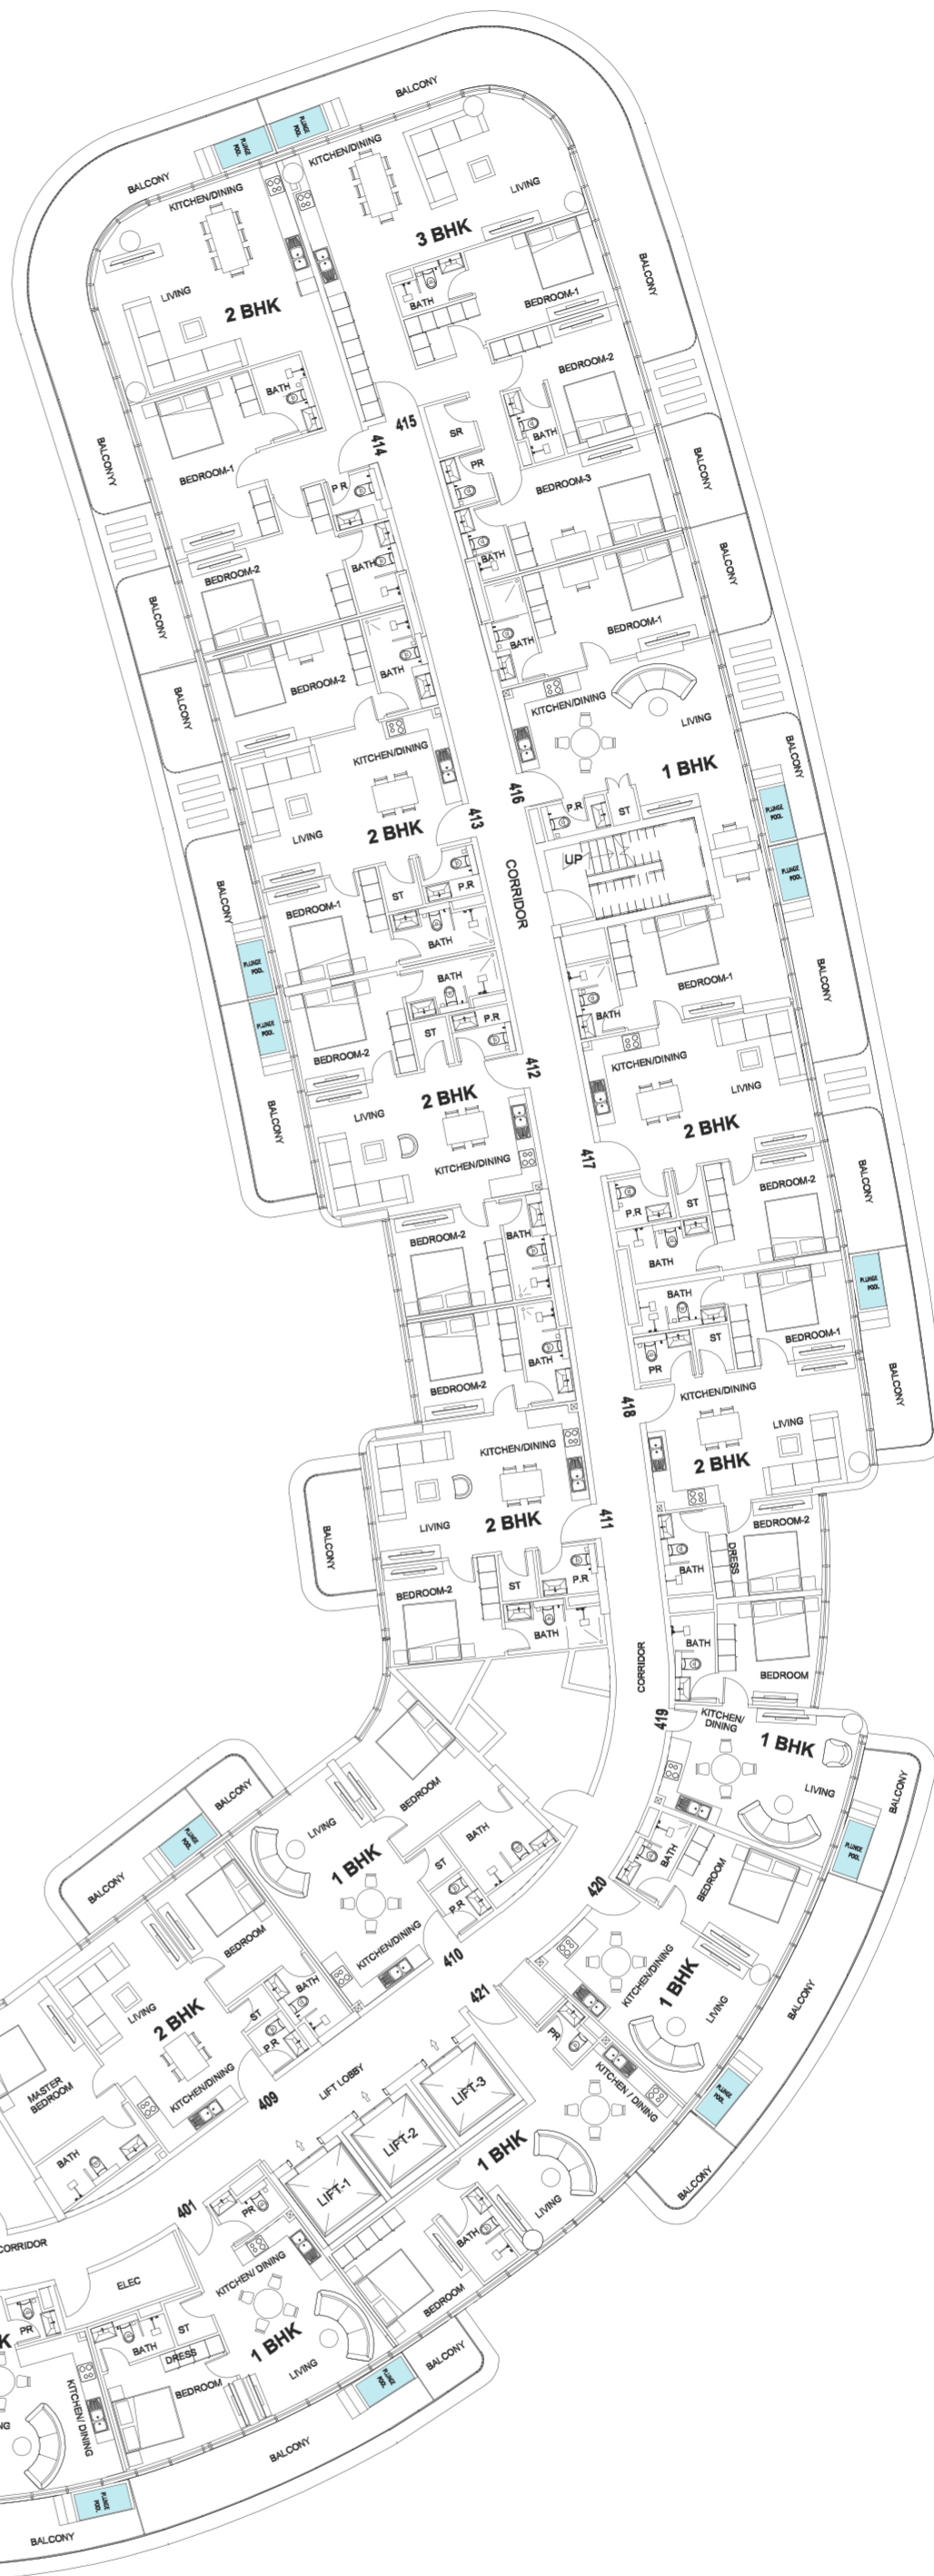 BALCONY
BALCONY
PLUNGE
POOL
PLUNGE
POOL
KITCHEN/DINING
KITCHEN/DINING
LIVING
3 BHK
LIVING
2 BHK
BATH
BEDROOM-1
BALCONY
BEDROOM-2
BATH
415
414
SR
BATH
PR
BALCONYY
BEDROOM-1
P.R
BEDROOM-3
BALCONY
BEDROOM-2
BATH
BATH
BALCONY
BALCONY
BEDROOM-2
BATH
BATH
BEDROOM-1
BALCONY
KITCHEN/DINING
KITCHEN/DINING
LIVING
1 BHK
BALCONY
LIVING
2 BHK
413
416
P.R
ST
PLUNGE
POOL
PLUNGE
POOL
UP
CORRIDOR
BALCONY
BEDROOM-1
ST
P.R
BATH
PLUNGE
POOL
PLUNGE
POOL
BEDROOM-2
BATH
ST
P.R
BEDROOM-1
BATH
BALCONY
BALCONY
LIVING
2 BHK
412
KITCHEN/DINING
KITCHEN/DINING
LIVING
2 BHK
417
BEDROOM-2
BATH
P.R
ST
BEDROOM-2
BATH
BALCONY
BEDROOM-2
BATH
BATH
ST
PR
BEDROOM-1
PLUNGE
POOL
BALCONY
418
KITCHEN/DINING
LIVING
2 BHK
KITCHEN/DINING
LIVING
2 BHK
411
BALCONY
BEDROOM-2
ST
P.R
BATH
BEDROOM-2
DRESS
BATH
BATH
BEDROOM
CORRIDOR
419
KITCHEN/
DINING
1 BHK
LIVING
BALCONY
PLUNGE
POOL
BALCONY
BALCONY
PLUNGE
POOL
BALCONY
BEDROOM
LIVING
1 BHK
BATH
ST
P.R
KITCHEN/DINING
410
BATH
BEDROOM
420
KITCHEN/DINING
1 BHK
LIVING
PLUNGE
POOL
BALCONY
BEDROOM
LIVING
2 BHK
BATH
ST
P.R
KITCHEN/DINING
409
MASTER
BEDROOM
BATH
421
PR
KITCHEN / DINING
1 BHK
LIVING
BATH
BEDROOM
LIFT LOBBY
LIFT-3
LIFT-2
LIFT-1
401
PR
CORRIDOR
ELEC
KITCHEN/ DINING
1 BHK
LIVING
BATH
ST
DRESS
BEDROOM
PLUNGE
POOL
BALCONY
BALCONY
PR
K
KITCHEN/ DINING
NG
PLUNGE
POOL
BALCONY